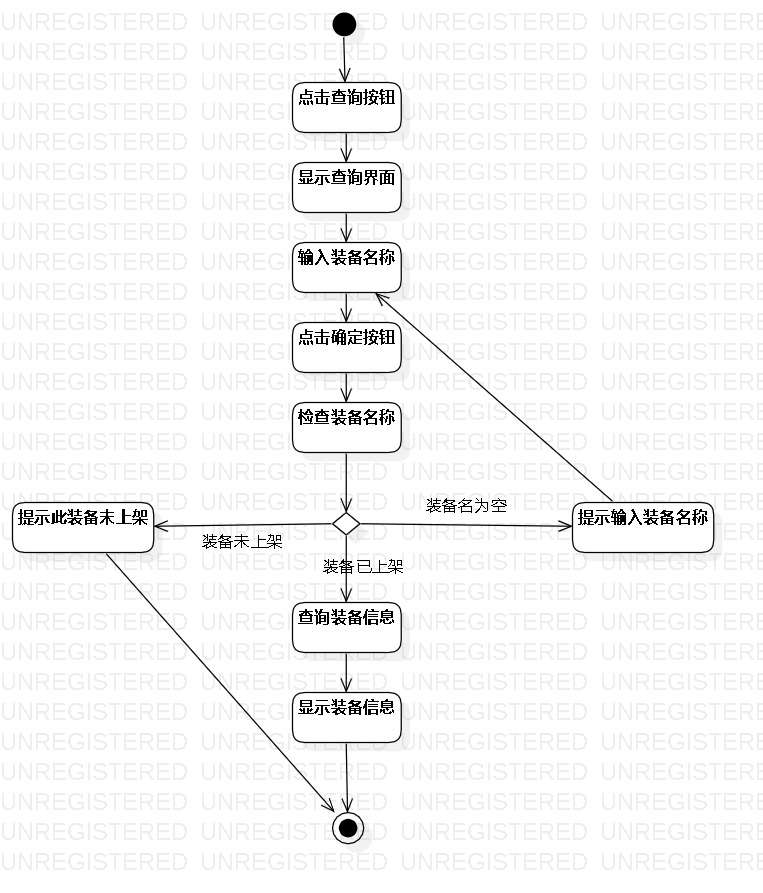 点击查询按钮
显示查询界面
输入装备名称
点击确定按钮
检查装备名称
装备名为空
提示此装备未上架
提示输入装备名称
装备未上架
装备已上架
查询装备信息
显示装备信息
UNREGISTERED